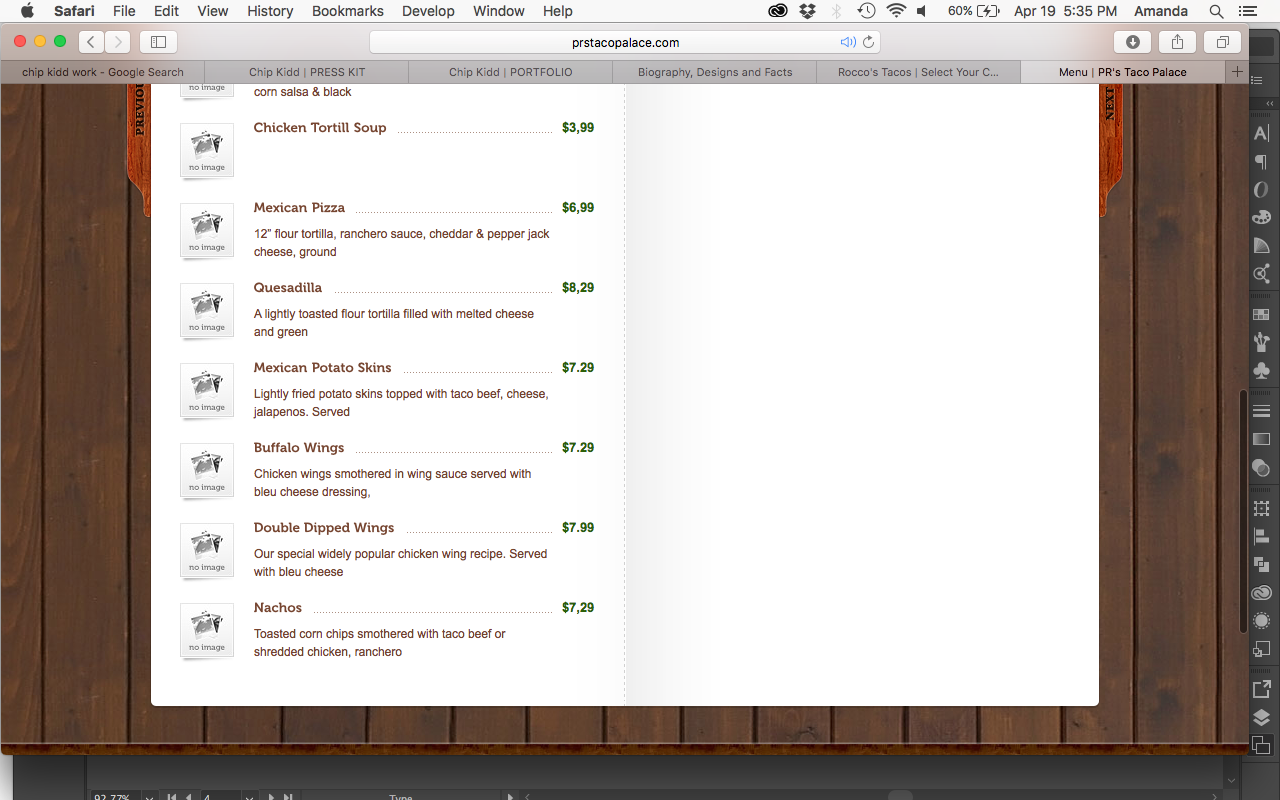 Safari File Edit View History Bookmarks Develop Window Help 60% Apr 19 5:35 PM Amanda
prstacopalace.com
chip kidd work - Google Search
Chip Kidd | PRESS KIT
Chip Kidd | PORTFOLIO
Biography, Designs and Facts
Rocco's Tacos | Select Your C...
Menu | PR's Taco Palace
PREVIOU
NEXT
corn salsa & black
no image
Chicken Tortill Soup $3,99
no image
Mexican Pizza $6,99
12” flour tortilla, ranchero sauce, cheddar & pepper jack
cheese, ground
no image
Quesadilla $8,29
A lightly toasted flour tortilla filled with melted cheese
and green
no image
Mexican Potato Skins $7.29
Lightly fried potato skins topped with taco beef, cheese,
jalapenos. Served
no image
Buffalo Wings $7.29
Chicken wings smothered in wing sauce served with
bleu cheese dressing,
no image
Double Dipped Wings $7.99
Our special widely popular chicken wing recipe. Served
with bleu cheese
no image
Nachos $7,29
Toasted corn chips smothered with taco beef or
shredded chicken, ranchero
no image
92.77% 4 Type